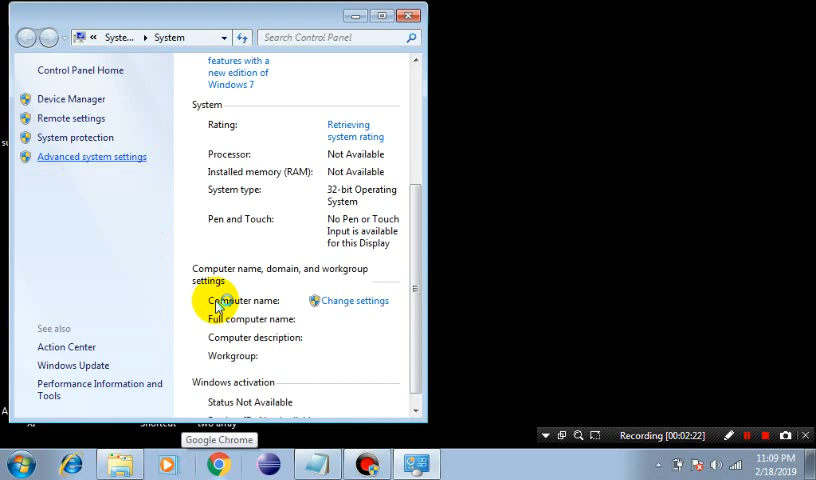 Syste... System Search Control Panel
Control Panel Home
Device Manager
Remote settings
System protection
Advanced system settings
See also
Action Center
Windows Update
Performance Information and
Tools
features with a
new edition of
Windows 7
System
Rating: Retrieving
system rating
Processor: Not Available
Installed memory (RAM): Not Available
System type: 32-bit Operating
System
Pen and Touch: No Pen or Touch
Input is available
for this Display
Computer name, domain, and workgroup
settings
Computer name: Change settings
Full computer name:
Computer description:
Workgroup:
Windows activation
Status Not Available
Shortcut two array
Google Chrome
Recording [00:02:22]
11:09 PM
2/18/2019